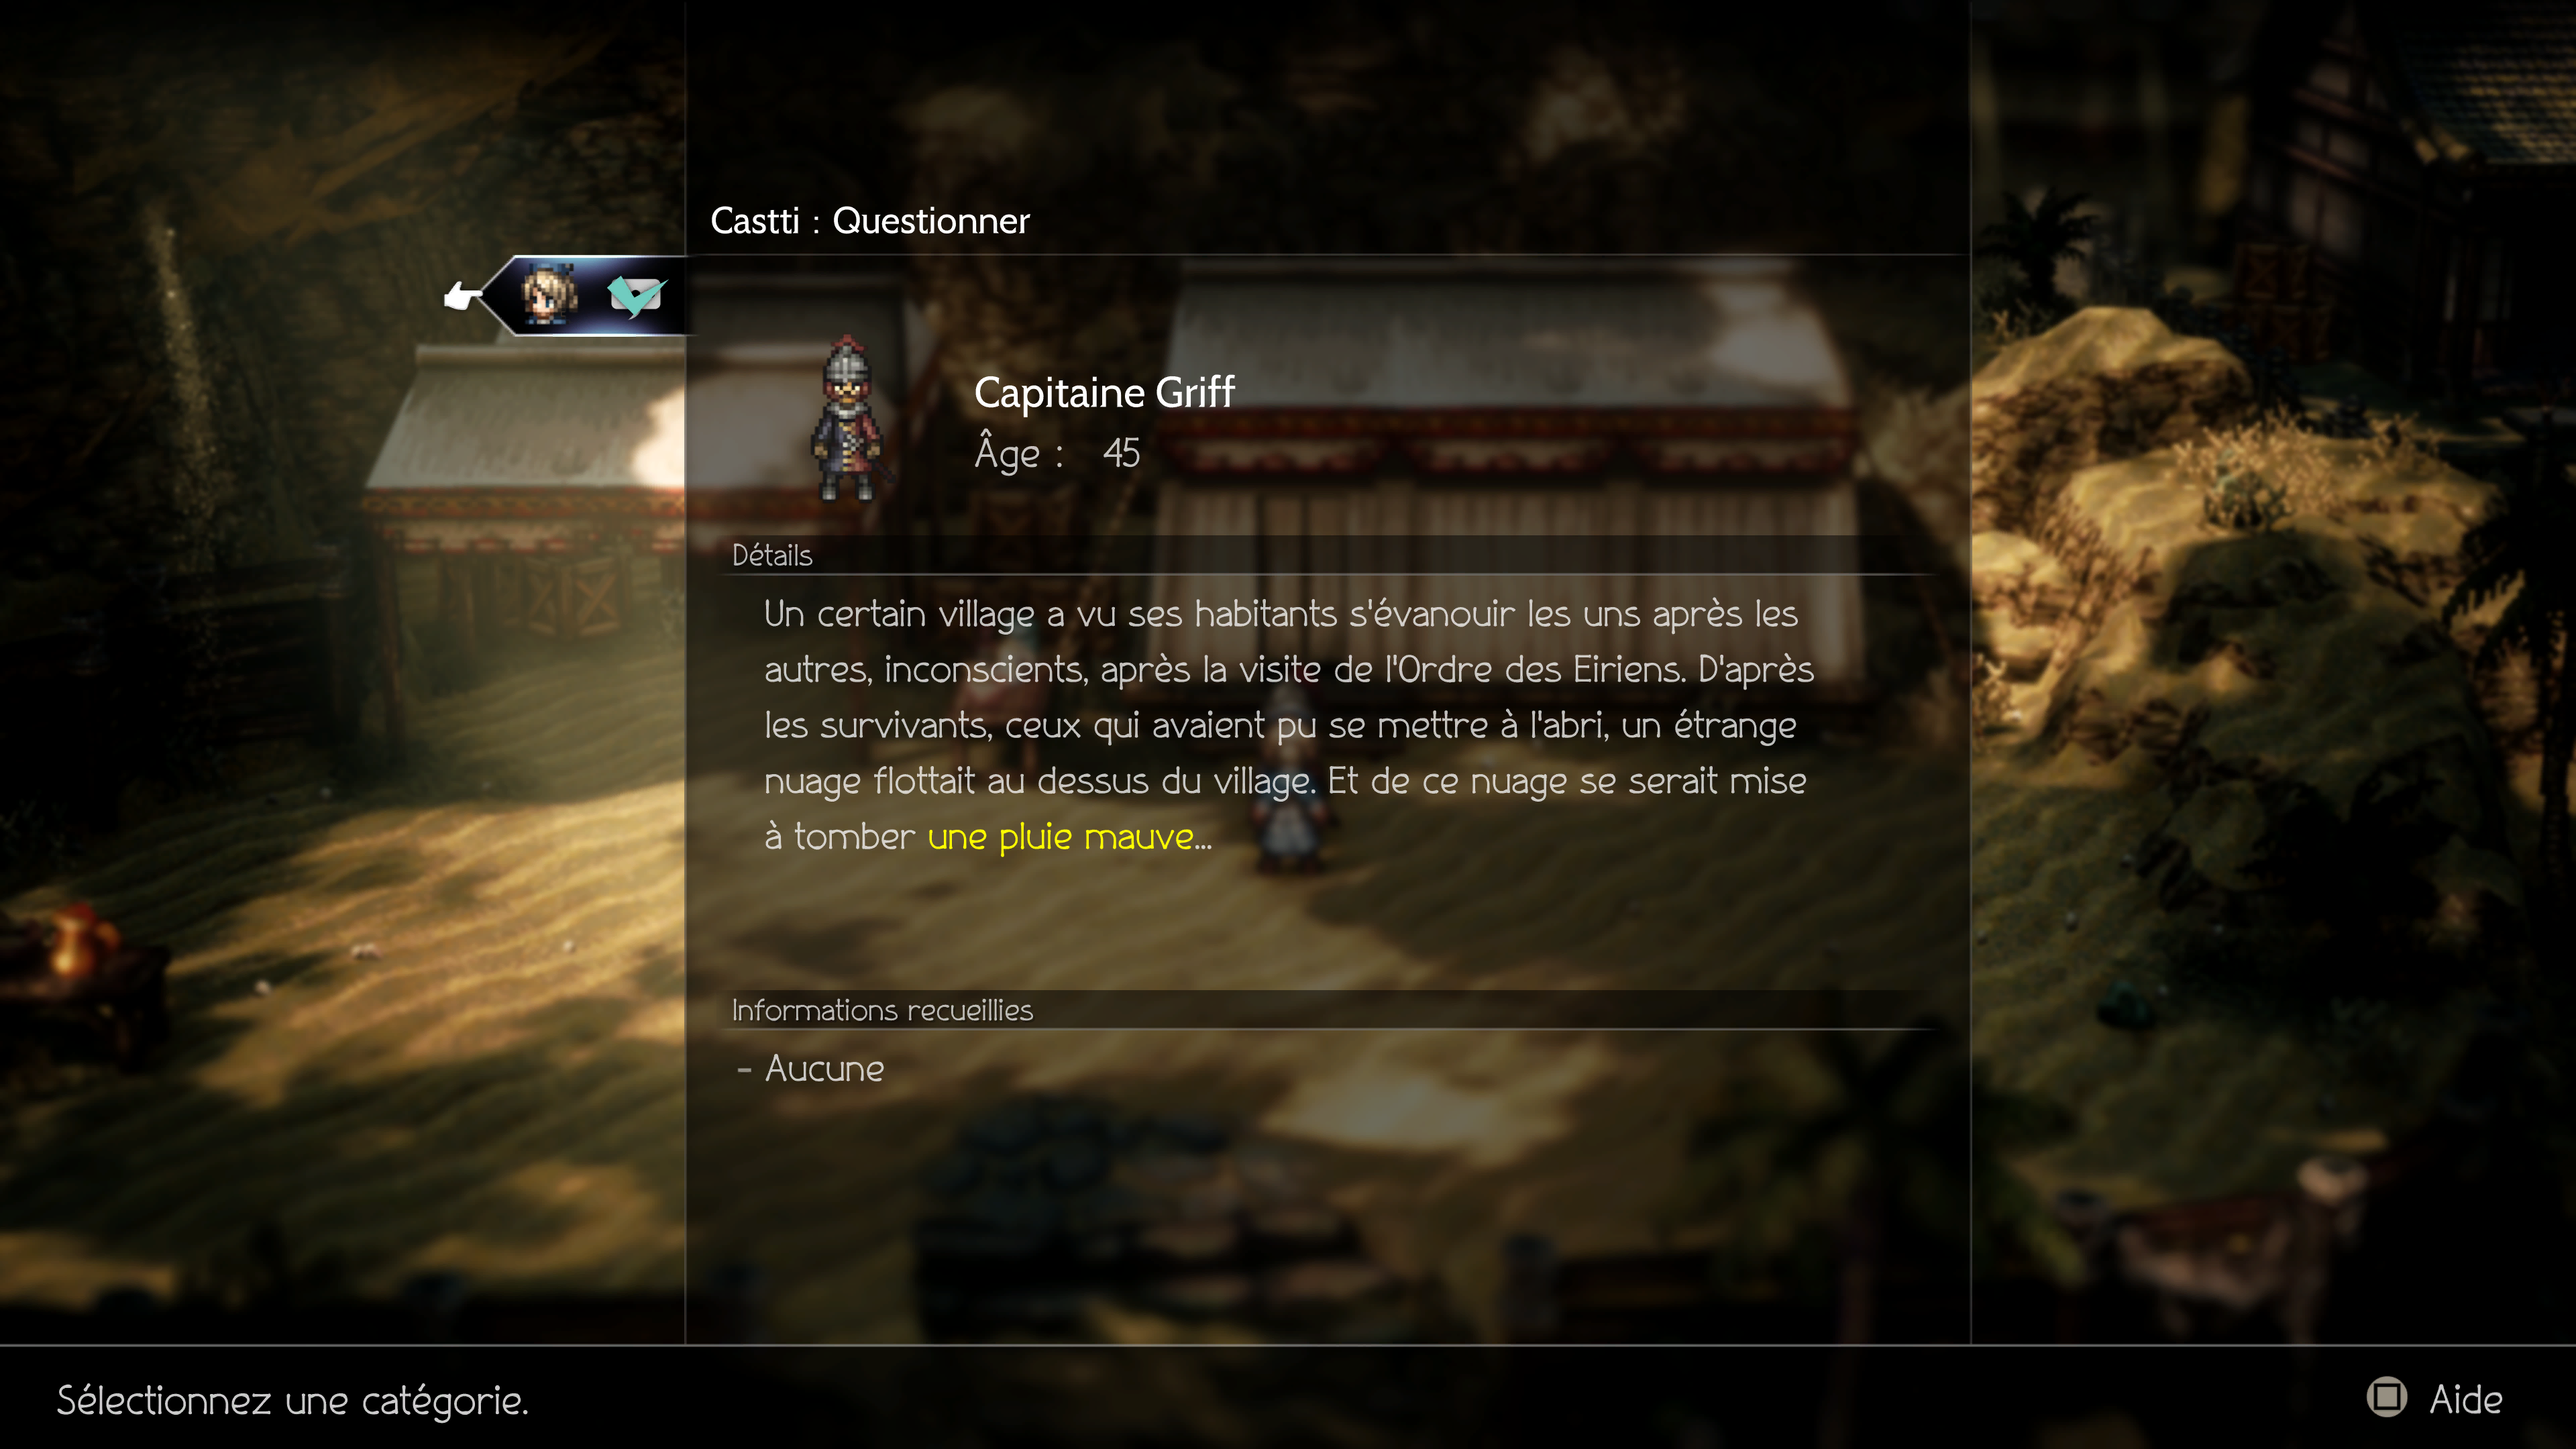 Castti : Questionner
Capitaine Griff
Âge : 45
Détails
Un certain village a vu ses habitants s'évanouir les uns après les
autres, inconscients, après la visite de l'Ordre des Eiriens. D'après
les survivants, ceux qui avaient pu se mettre à l'abri, un étrange
nuage flottait au dessus du village. Et de ce nuage se serait mise
à tomber une pluie mauve...
Informations recueillies
- Aucune
Sélectionnez une catégorie.
Aide